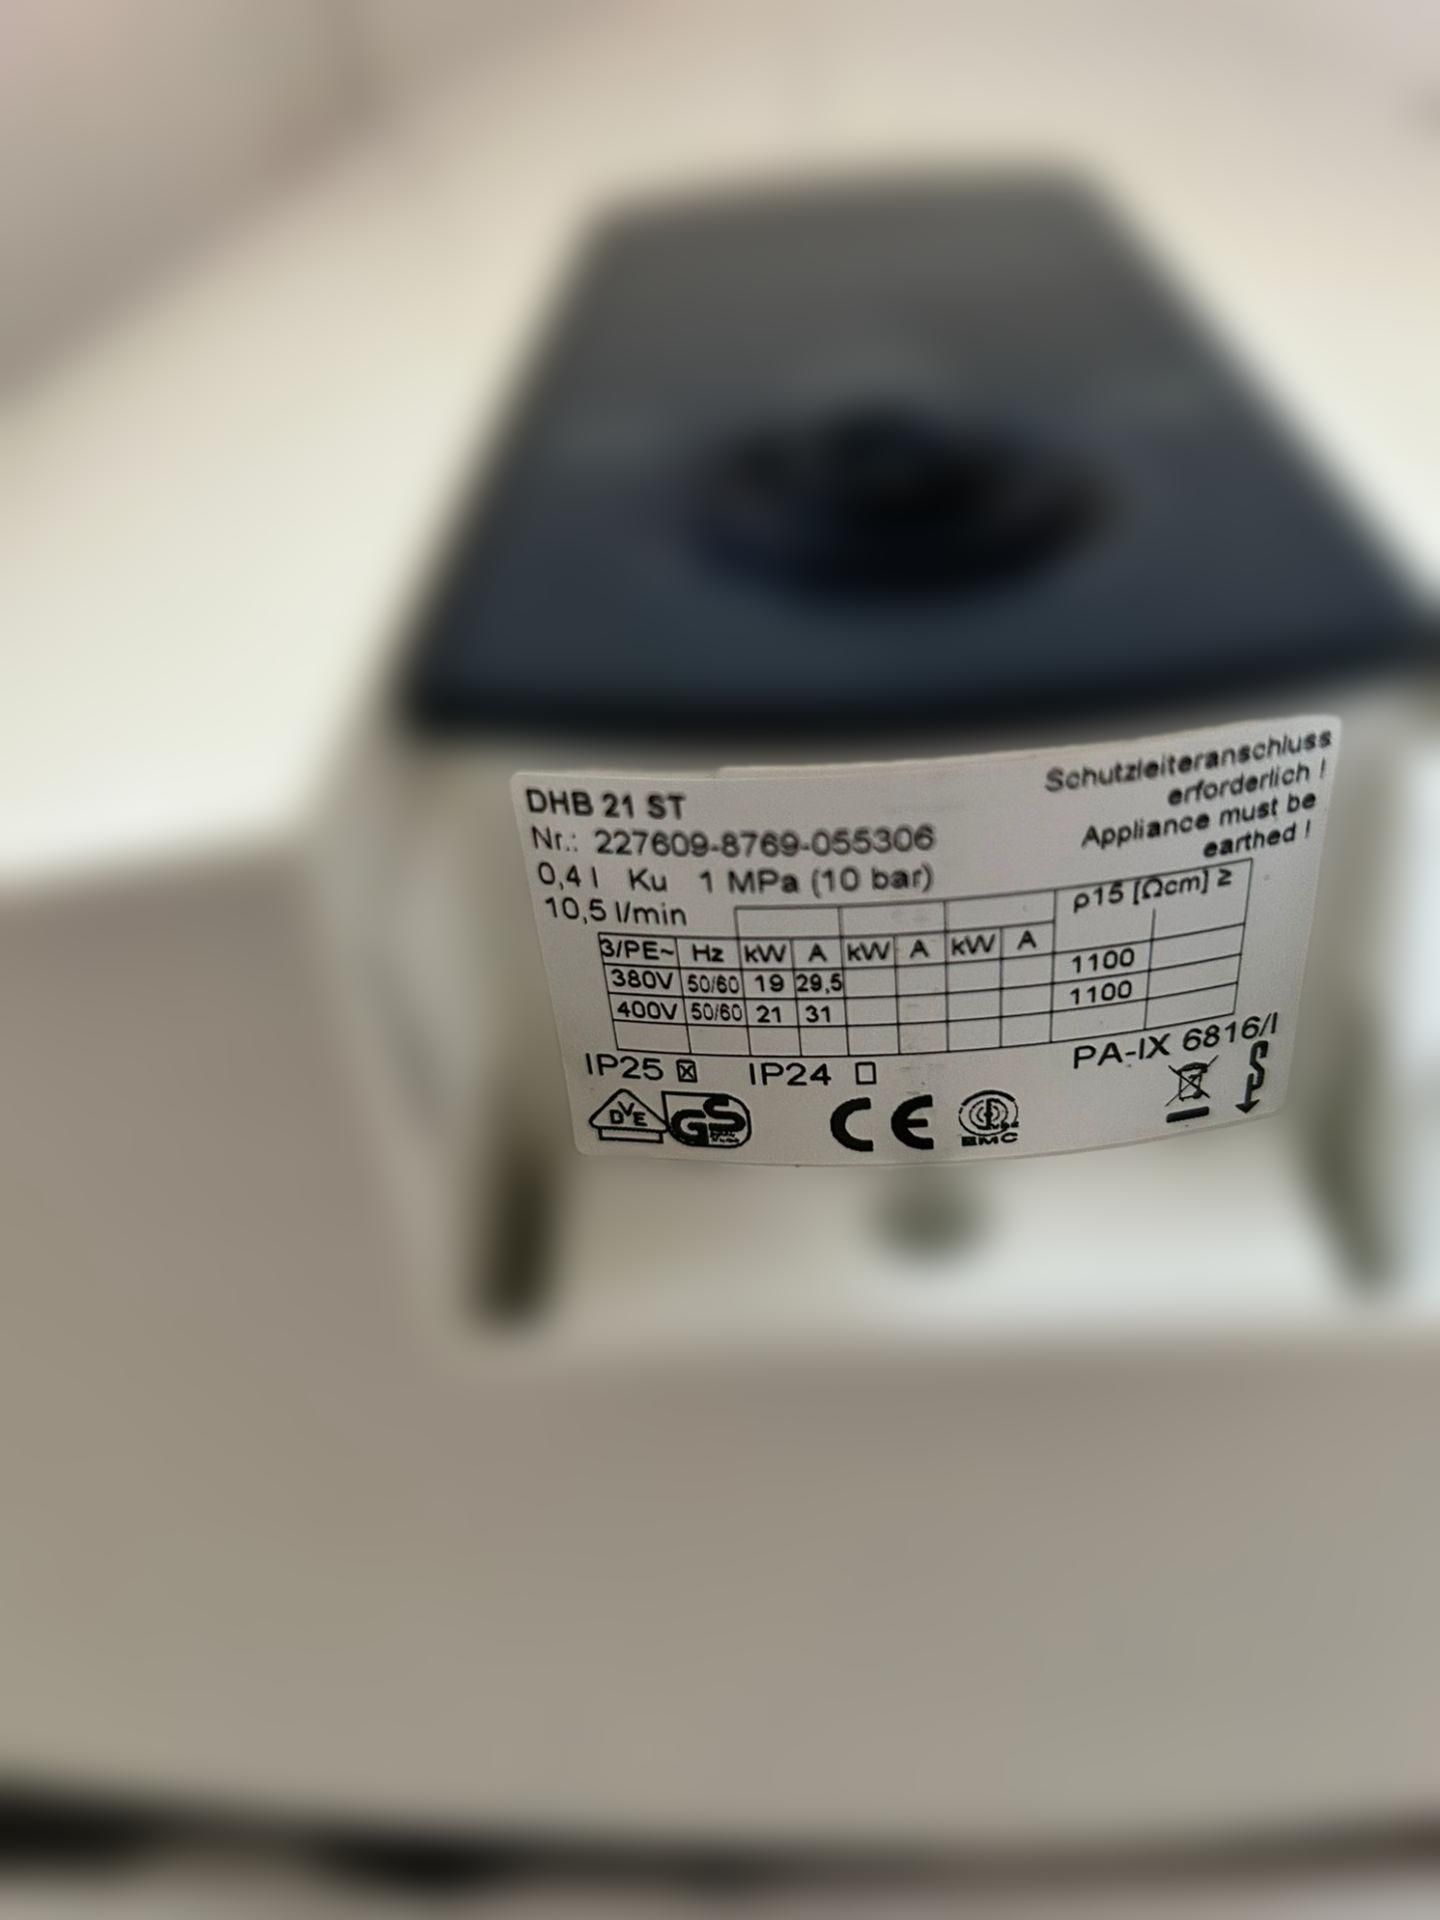 DHB 21 ST
Nr.: 227609-8769-055306
0,4 l Ku 1 MPa (10 bar)
10,5 l/min
Schutzleiteranschluss
erforderlich !
Appliance must be
earthed !
ρ15 [Ωcm] ≥
3/PE~ Hz kW A kW A kW A
380V 50/60 19 29,5 1100
400V 50/60 21 31 1100
IP25 ☒ IP24 ☐ PA-IX 6816/I
DVE GS CE EMC